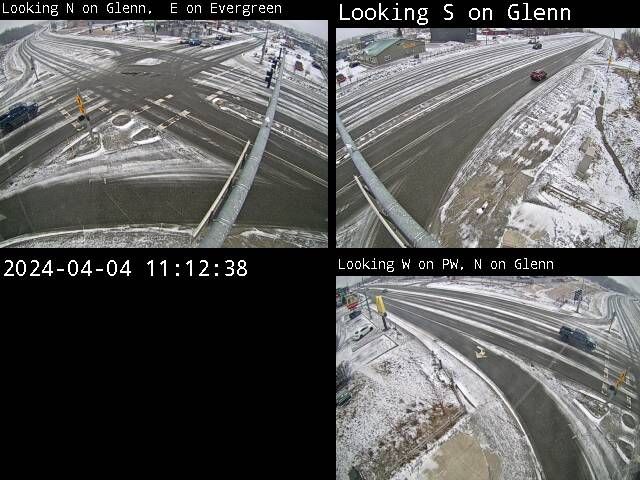 Looking N on Glenn, E on Evergreen
Looking S on Glenn
2024-04-04 11:12:38
Looking W on PW, N on Glenn